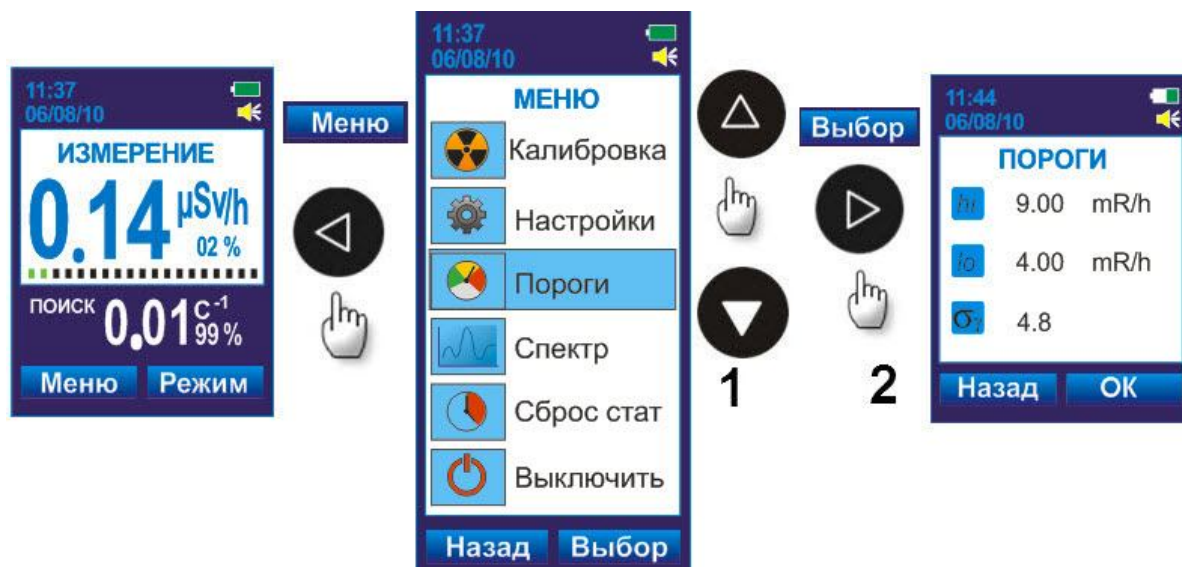 11:37
06/08/10
ИЗМЕРЕНИЕ
0.14 µSv/h
02 %
ПОИСК 0.01 C⁻¹
99 %
Меню Режим
Меню
11:37
06/08/10
МЕНЮ
Калибровка
Настройки
Пороги
Спектр
Сброс стат
Выключить
Назад Выбор
1
Выбор
2
11:44
06/08/10
ПОРОГИ
hi 9.00 mR/h
lo 4.00 mR/h
σγ 4.8
Назад ОК